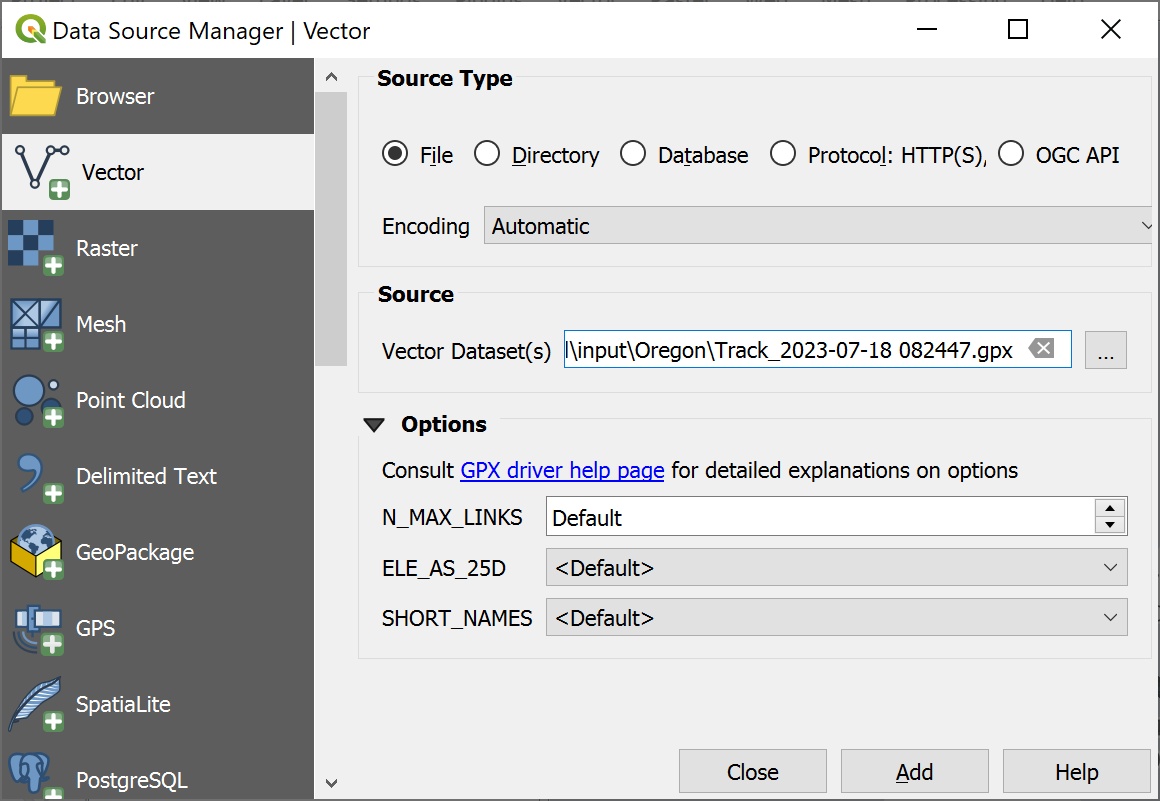 Data Source Manager | Vector
Browser
Vector
Raster
Mesh
Point Cloud
Delimited Text
GeoPackage
GPS
SpatiaLite
PostgreSQL
Source Type
File Directory Database Protocol: HTTP(S), OGC API
Encoding Automatic
Source
Vector Dataset(s) l\input\Oregon\Track_2023-07-18 082447.gpx ...
Options
Consult GPX driver help page for detailed explanations on options
N_MAX_LINKS Default
ELE_AS_25D <Default>
SHORT_NAMES <Default>
Close Add Help